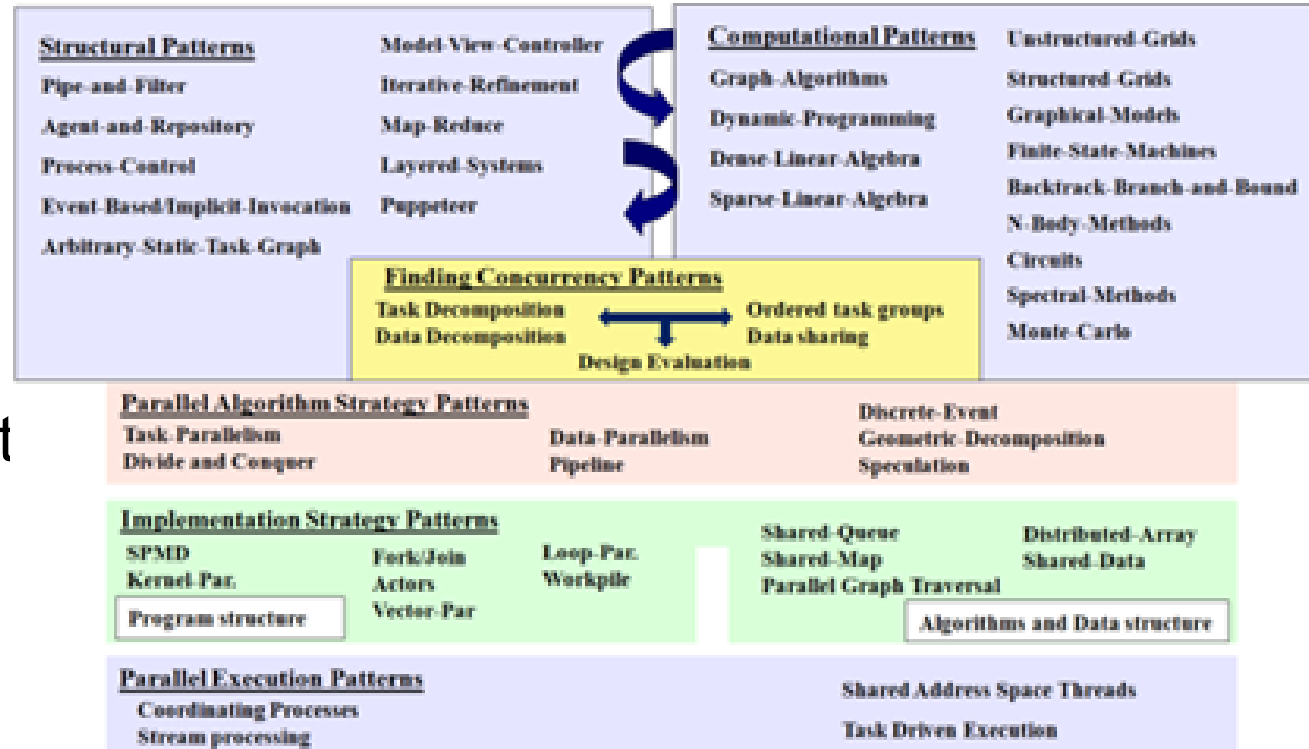 Structural Patterns
Pipe-and-Filter
Agent-and-Repository
Process-Control
Event-Based/Implicit-Invocation
Arbitrary-Static-Task-Graph
Model-View-Controller
Iterative-Refinement
Map-Reduce
Layered-Systems
Puppeteer
Computational Patterns
Graph-Algorithms
Dynamic-Programming
Dense-Linear-Algebra
Sparse-Linear-Algebra
Unstructured-Grids
Structured-Grids
Graphical-Models
Finite-State-Machines
Backtrack-Branch-and-Bound
N-Body-Methods
Circuits
Spectral-Methods
Monte-Carlo
Finding Concurrency Patterns
Task Decomposition
Data Decomposition
Ordered task groups
Data sharing
Design Evaluation
Parallel Algorithm Strategy Patterns
Task-Parallelism
Divide and Conquer
Data-Parallelism
Pipeline
Discrete-Event
Geometric-Decomposition
Speculation
t
Implementation Strategy Patterns
SPMD
Kernel-Par.
Program structure
Fork/Join
Actors
Vector-Par
Loop-Par.
Workpile
Shared-Queue
Shared-Map
Parallel Graph Traversal
Distributed-Array
Shared-Data
Algorithms and Data structure
Parallel Execution Patterns
Coordinating Processes
Stream processing
Shared Address Space Threads
Task Driven Execution